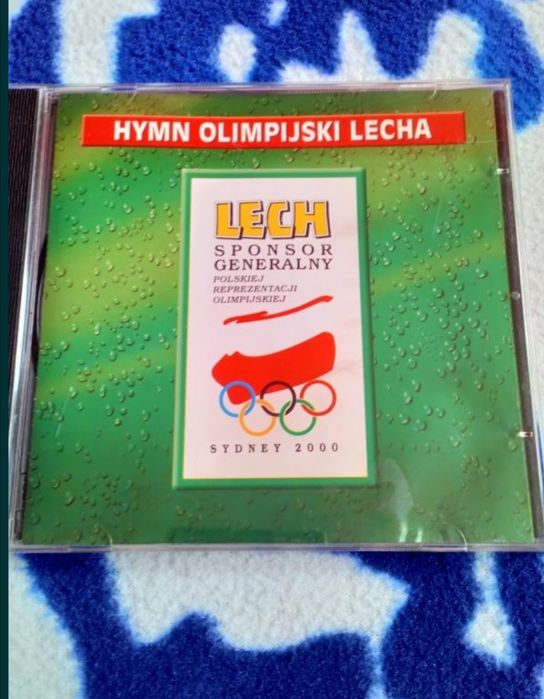 HYMN OLIMPIJSKI LECHA
LECH
SPONSOR
GENERALNY
POLSKIEJ
REPREZENTACJI
OLIMPIJSKIEJ
SYDNEY 2000